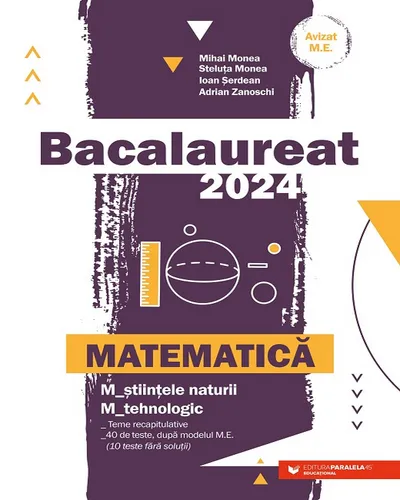 Mihai Monea
Steluța Monea
Ioan Șerdean
Adrian Zanoschi
Avizat
M.E.
Bacalaureat
2024
MATEMATICĂ
M_științele naturii
M_tehnologic
_ Teme recapitulative
_40 de teste, după modelul M.E.
(10 teste fără soluții)
EDITURA PARALELA 45
EDUCAȚIONAL